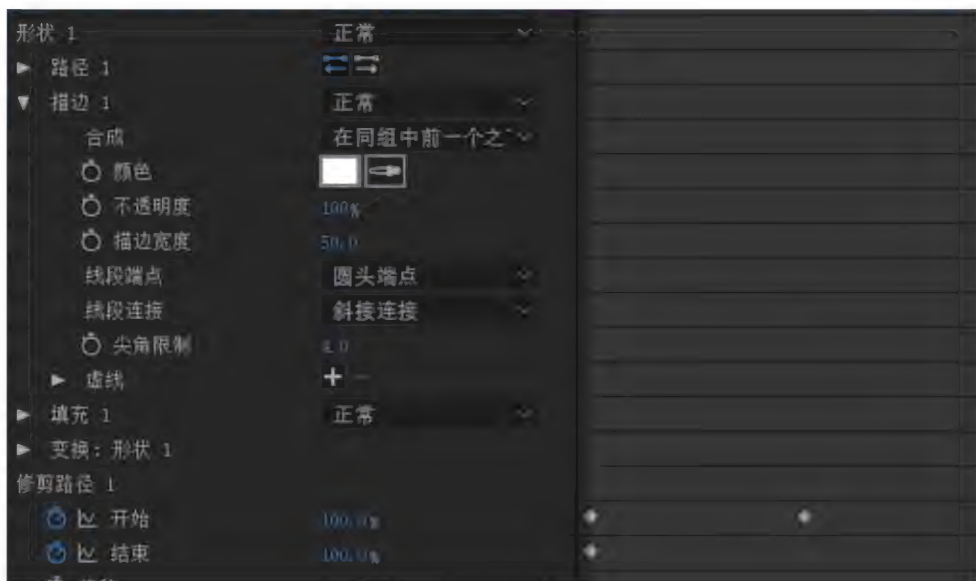 形状 1 正常
路径 1
描边 1 正常
合成 在同组中前一个之
颜色
不透明度 100%
描边宽度 50.0
线段端点 圆头端点
线段连接 斜接连接
尖角限制 4.0
虚线
填充 1 正常
变换: 形状 1
修剪路径 1
开始 100.0%
结束 100.0%